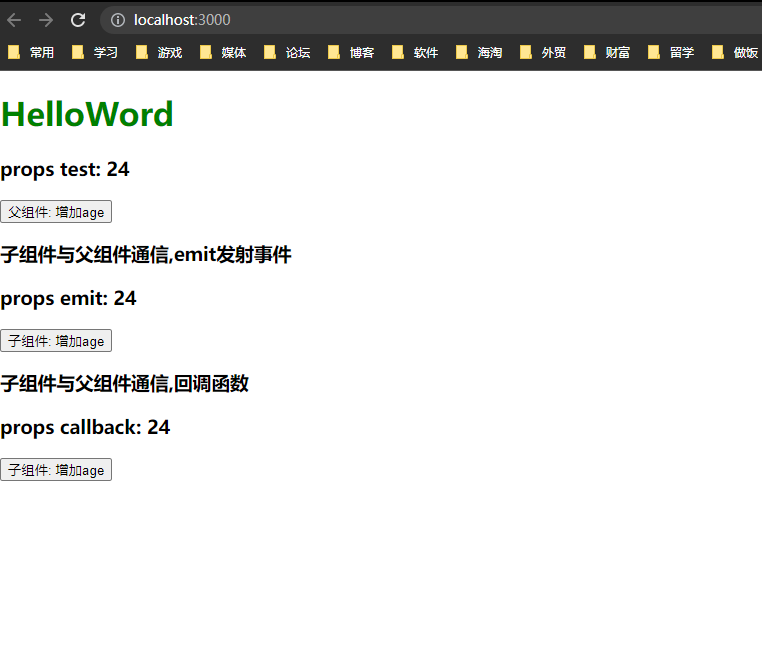 localhost:3000
常用 学习 游戏 媒体 论坛 博客 软件 海淘 外贸 财富 留学 做饭
HelloWord
props test: 24
父组件: 增加age
子组件与父组件通信,emit发射事件
props emit: 24
子组件: 增加age
子组件与父组件通信,回调函数
props callback: 24
子组件: 增加age